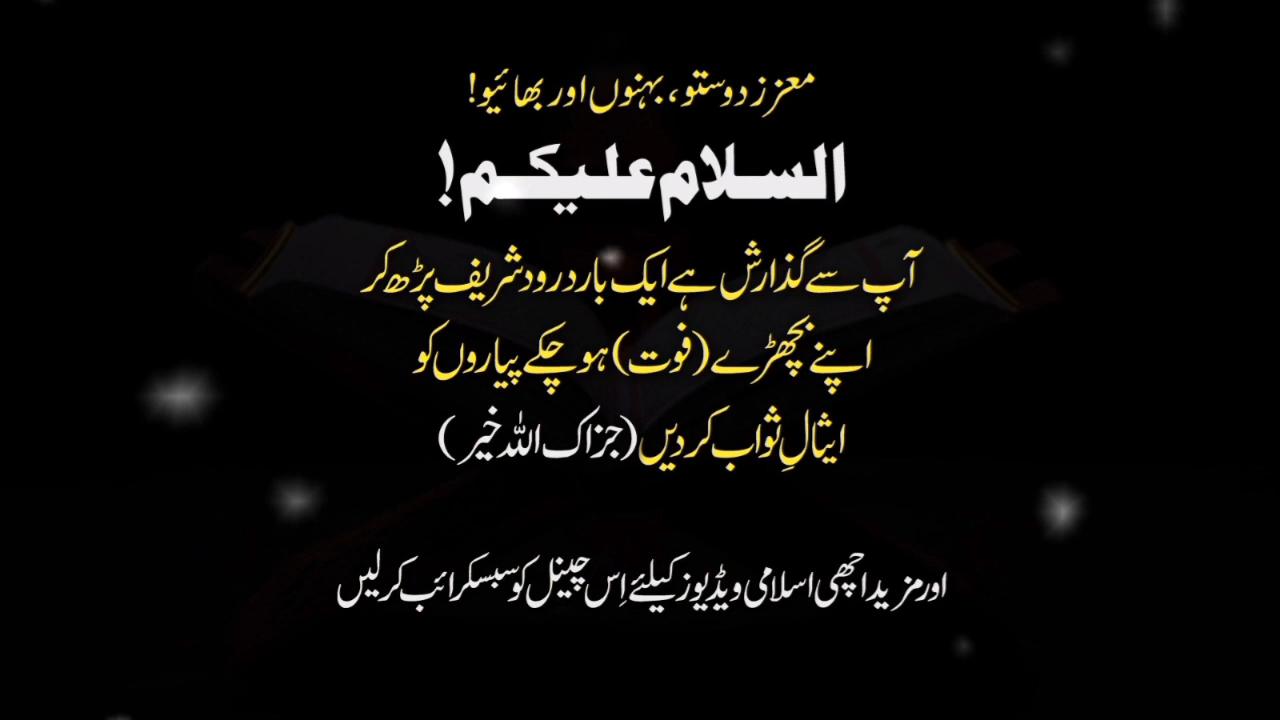 معزز دوستو، بہنوں اور بھائیو!
السلام علیکم!
آپ سے گذارش ہے ایک بار درود شریف پڑھ کر
اپنے بچھڑے (فوت) ہو چکے پیاروں کو
ایثالِ ثواب کر دیں (جزاک اللہ خیر)
اور مزید اچھی اسلامی ویڈیوز کیلئے اِس چینل کو سبسکرائب کر لیں